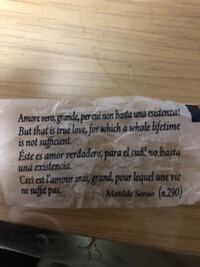 Amore vero, grande, per cui non basta una esistenza!
But that is true love, for which a whole lifetime
is not sufficient.
Éste es amor verdadero, para el cual no basta
una existencia.
Ceci est l'amour vrai, grand, pour lequel une vie
ne suffit pas.
Matilde Serao (n.290)